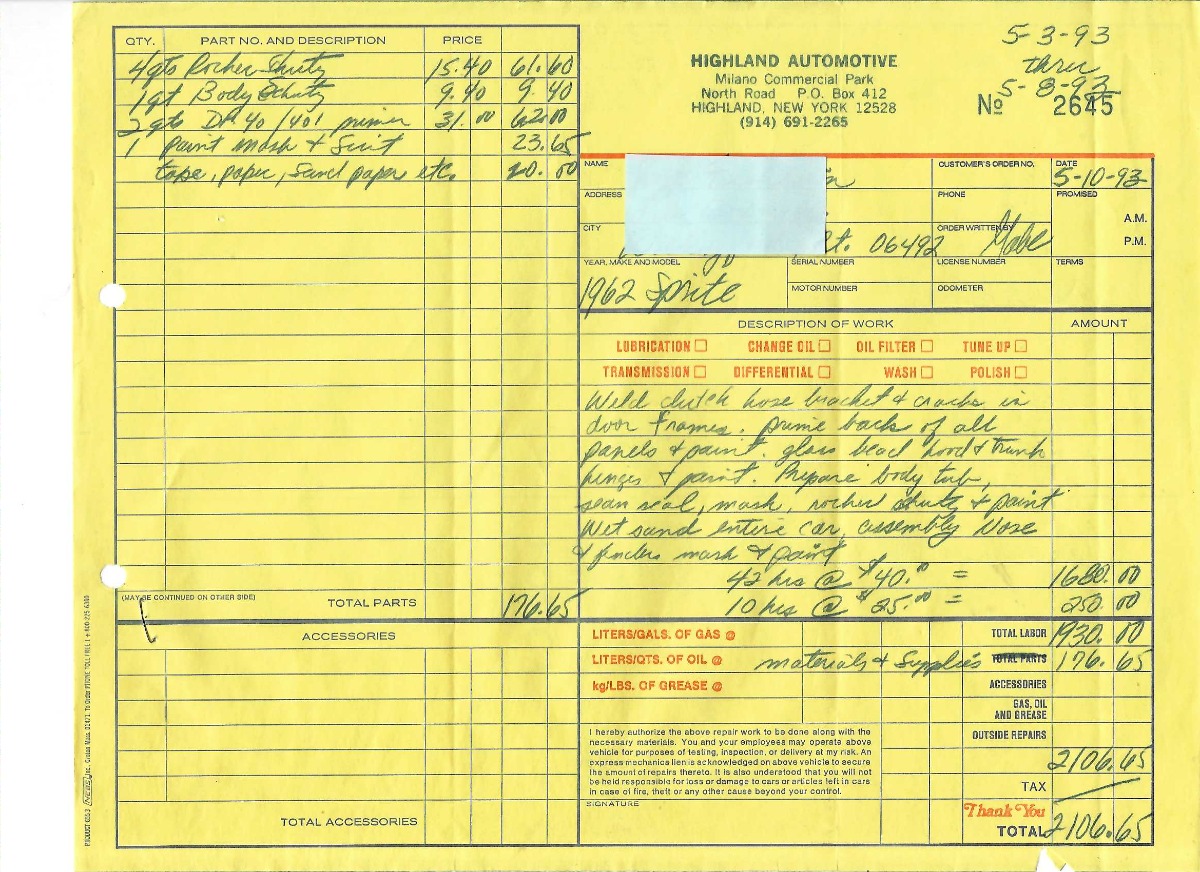 QTY. PART NO. AND DESCRIPTION PRICE
4 qts Rocker Shutz 15.40 61.60
1 qt Body Schutz 9.40 9.40
2 qts DP 40/401 primer 31.00 62.00
1 paint mask & Suit 23.65
tape, paper, Sand paper etc. 20.00
(MAY BE CONTINUED ON OTHER SIDE)
TOTAL PARTS 176.65
ACCESSORIES
TOTAL ACCESSORIES
5-3-93
thru
5-8-93
HIGHLAND AUTOMOTIVE
Milano Commercial Park
North Road P.O. Box 412
HIGHLAND, NEW YORK 12528
(914) 691-2265
No 2645
NAME CUSTOMER'S ORDER NO. DATE
5-10-93
ADDRESS PHONE PROMISED
A.M.
CITY ORDER WRITTEN BY P.M.
Ct. 06492 Gabe
YEAR, MAKE AND MODEL SERIAL NUMBER LICENSE NUMBER TERMS
1962 Sprite
MOTOR NUMBER ODOMETER
DESCRIPTION OF WORK AMOUNT
LUBRICATION CHANGE OIL OIL FILTER TUNE UP
TRANSMISSION DIFFERENTIAL WASH POLISH
Weld clutch hose bracket & cracks in
door frames. prime back of all
panels & paint. glass bead hood & trunk
hinges & paint. Prepare body tub,
seam seal, mask, rocker shutz & paint
Wet sand entire car, assembly Nose
& fenders mask & paint
42 hrs @ $40.00 = 1680.00
10 hrs @ $25.00 = 250.00
LITERS/GALS. OF GAS @ TOTAL LABOR 1930.00
LITERS/QTS. OF OIL @ materials & Supplies TOTAL PARTS 176.65
kg/LBS. OF GREASE @ ACCESSORIES
GAS, OIL
AND GREASE
OUTSIDE REPAIRS
2106.65
I hereby authorize the above repair work to be done along with the
necessary materials. You and your employees may operate above
vehicle for purposes of testing, inspection, or delivery at my risk. An
express mechanics lien is acknowledged on above vehicle to secure
the amount of repairs thereto. It is also understood that you will not
be held responsible for loss or damage to cars or articles left in cars
in case of fire, theft or any other cause beyond your control.
TAX
SIGNATURE
Thank You
TOTAL 2106.65